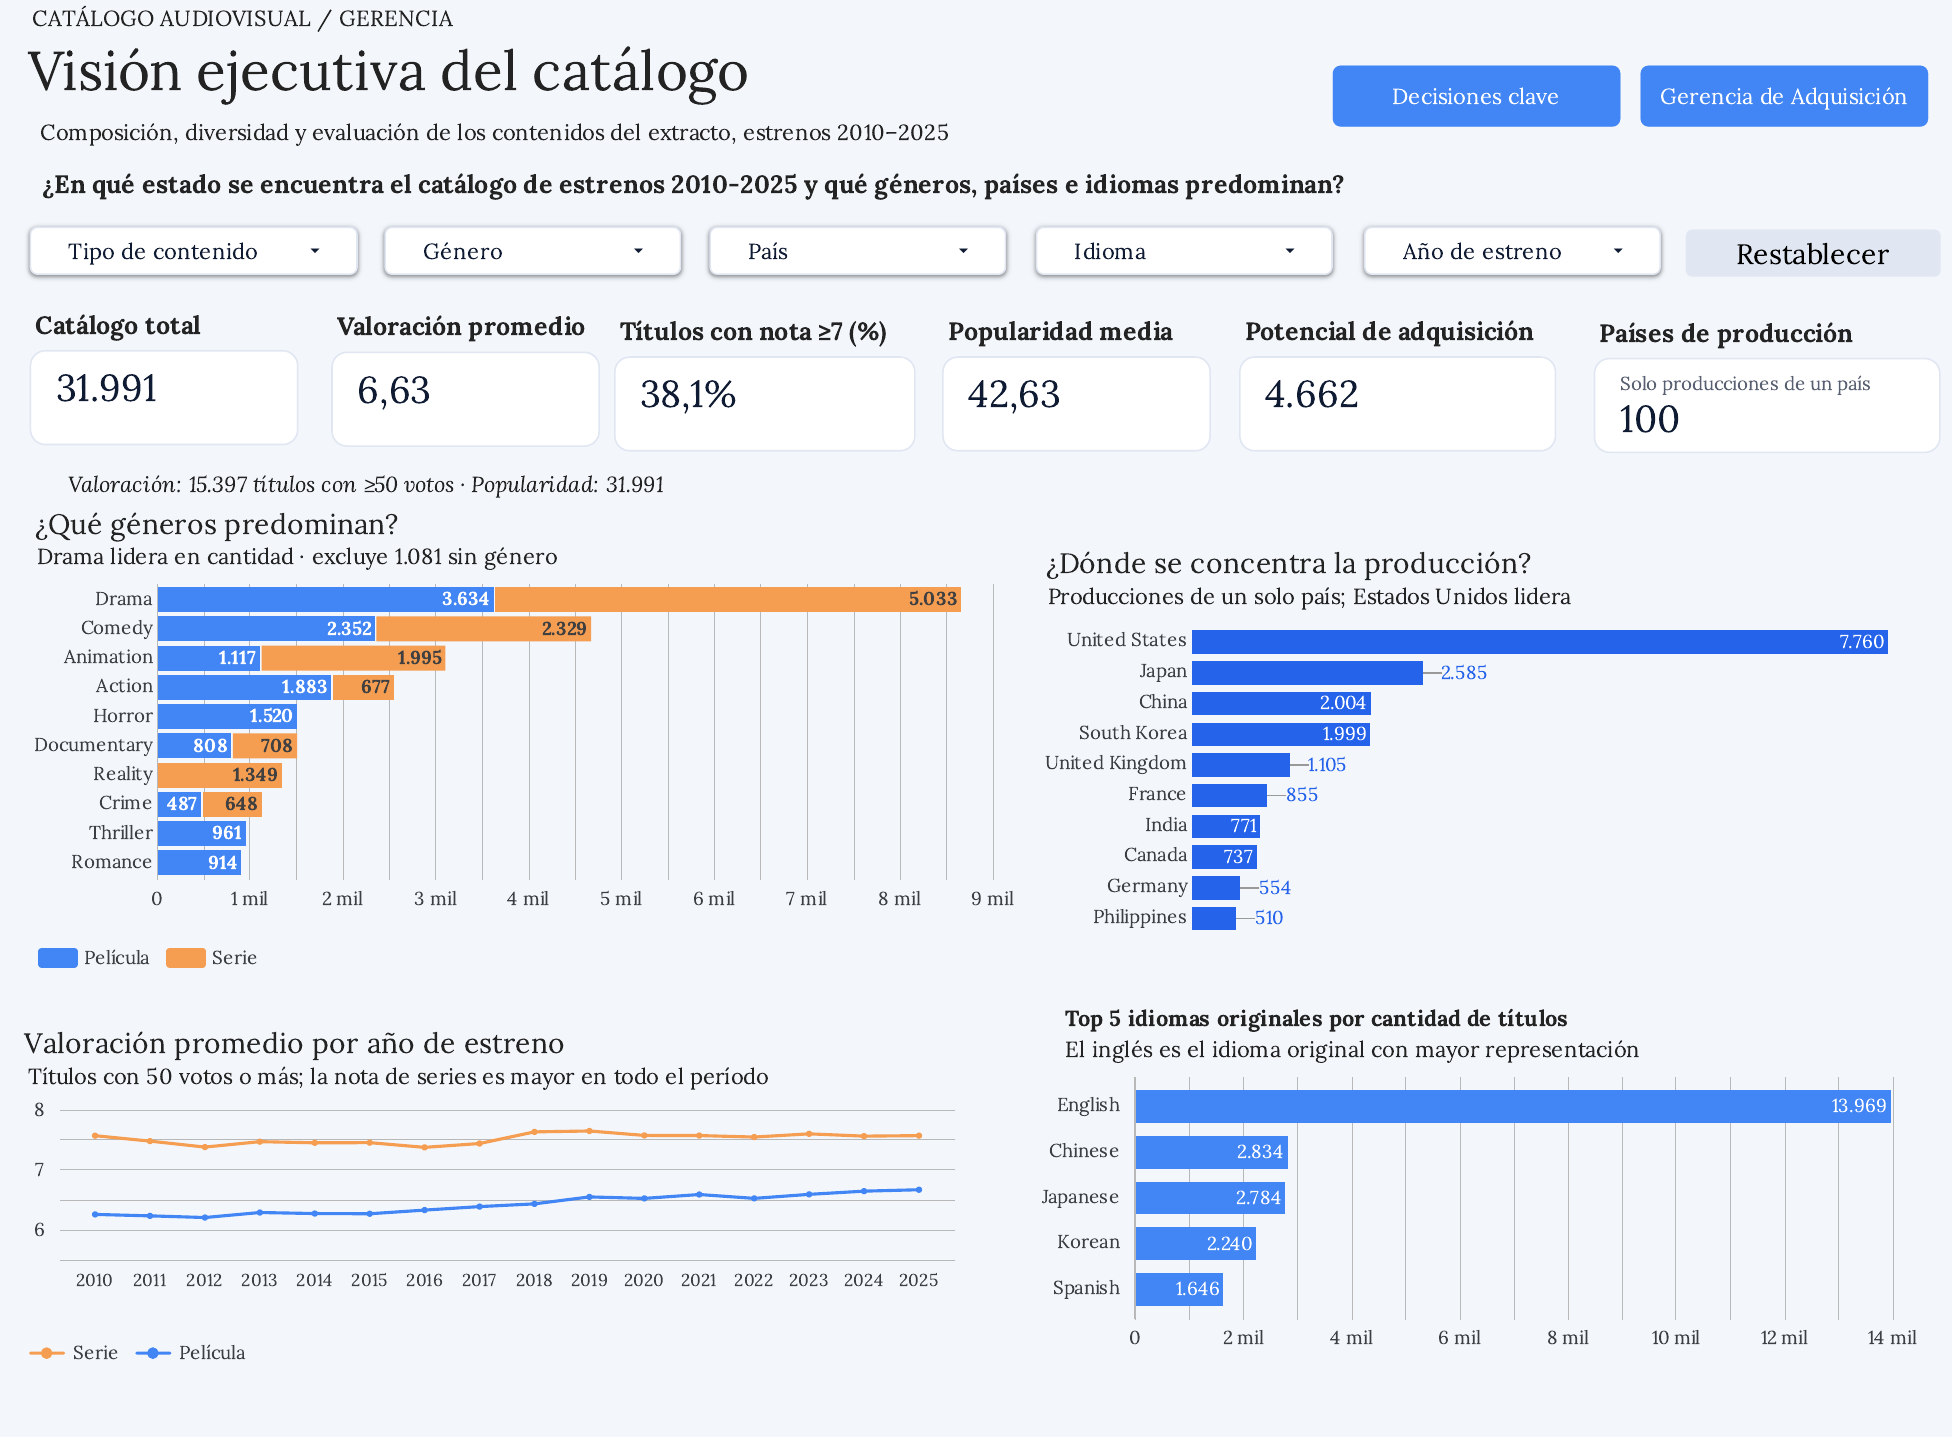 CATÁLOGO AUDIOVISUAL / GERENCIA
Visión ejecutiva del catálogo
Decisiones clave
Gerencia de Adquisición
Composición, diversidad y evaluación de los contenidos del extracto, estrenos 2010–2025
¿En qué estado se encuentra el catálogo de estrenos 2010-2025 y qué géneros, países e idiomas predominan?
Tipo de contenido
Género
País
Idioma
Año de estreno
Restablecer
Catálogo total
31.991
Valoración promedio
6,63
Títulos con nota ≥7 (%)
38,1%
Popularidad media
42,63
Potencial de adquisición
4.662
Países de producción
Solo producciones de un país
100
Valoración: 15.397 títulos con ≥50 votos · Popularidad: 31.991
¿Qué géneros predominan?
Drama lidera en cantidad · excluye 1.081 sin género
Drama 3.634 5.033
Comedy 2.352 2.329
Animation 1.117 1.995
Action 1.883 677
Horror 1.520
Documentary 808 708
Reality 1.349
Crime 487 648
Thriller 961
Romance 914
0 1 mil 2 mil 3 mil 4 mil 5 mil 6 mil 7 mil 8 mil 9 mil
Película Serie
¿Dónde se concentra la producción?
Producciones de un solo país; Estados Unidos lidera
United States 7.760
Japan 2.585
China 2.004
South Korea 1.999
United Kingdom 1.105
France 855
India 771
Canada 737
Germany 554
Philippines 510
Valoración promedio por año de estreno
Títulos con 50 votos o más; la nota de series es mayor en todo el período
8
7
6
2010 2011 2012 2013 2014 2015 2016 2017 2018 2019 2020 2021 2022 2023 2024 2025
Serie Película
Top 5 idiomas originales por cantidad de títulos
El inglés es el idioma original con mayor representación
English 13.969
Chinese 2.834
Japanese 2.784
Korean 2.240
Spanish 1.646
0 2 mil 4 mil 6 mil 8 mil 10 mil 12 mil 14 mil